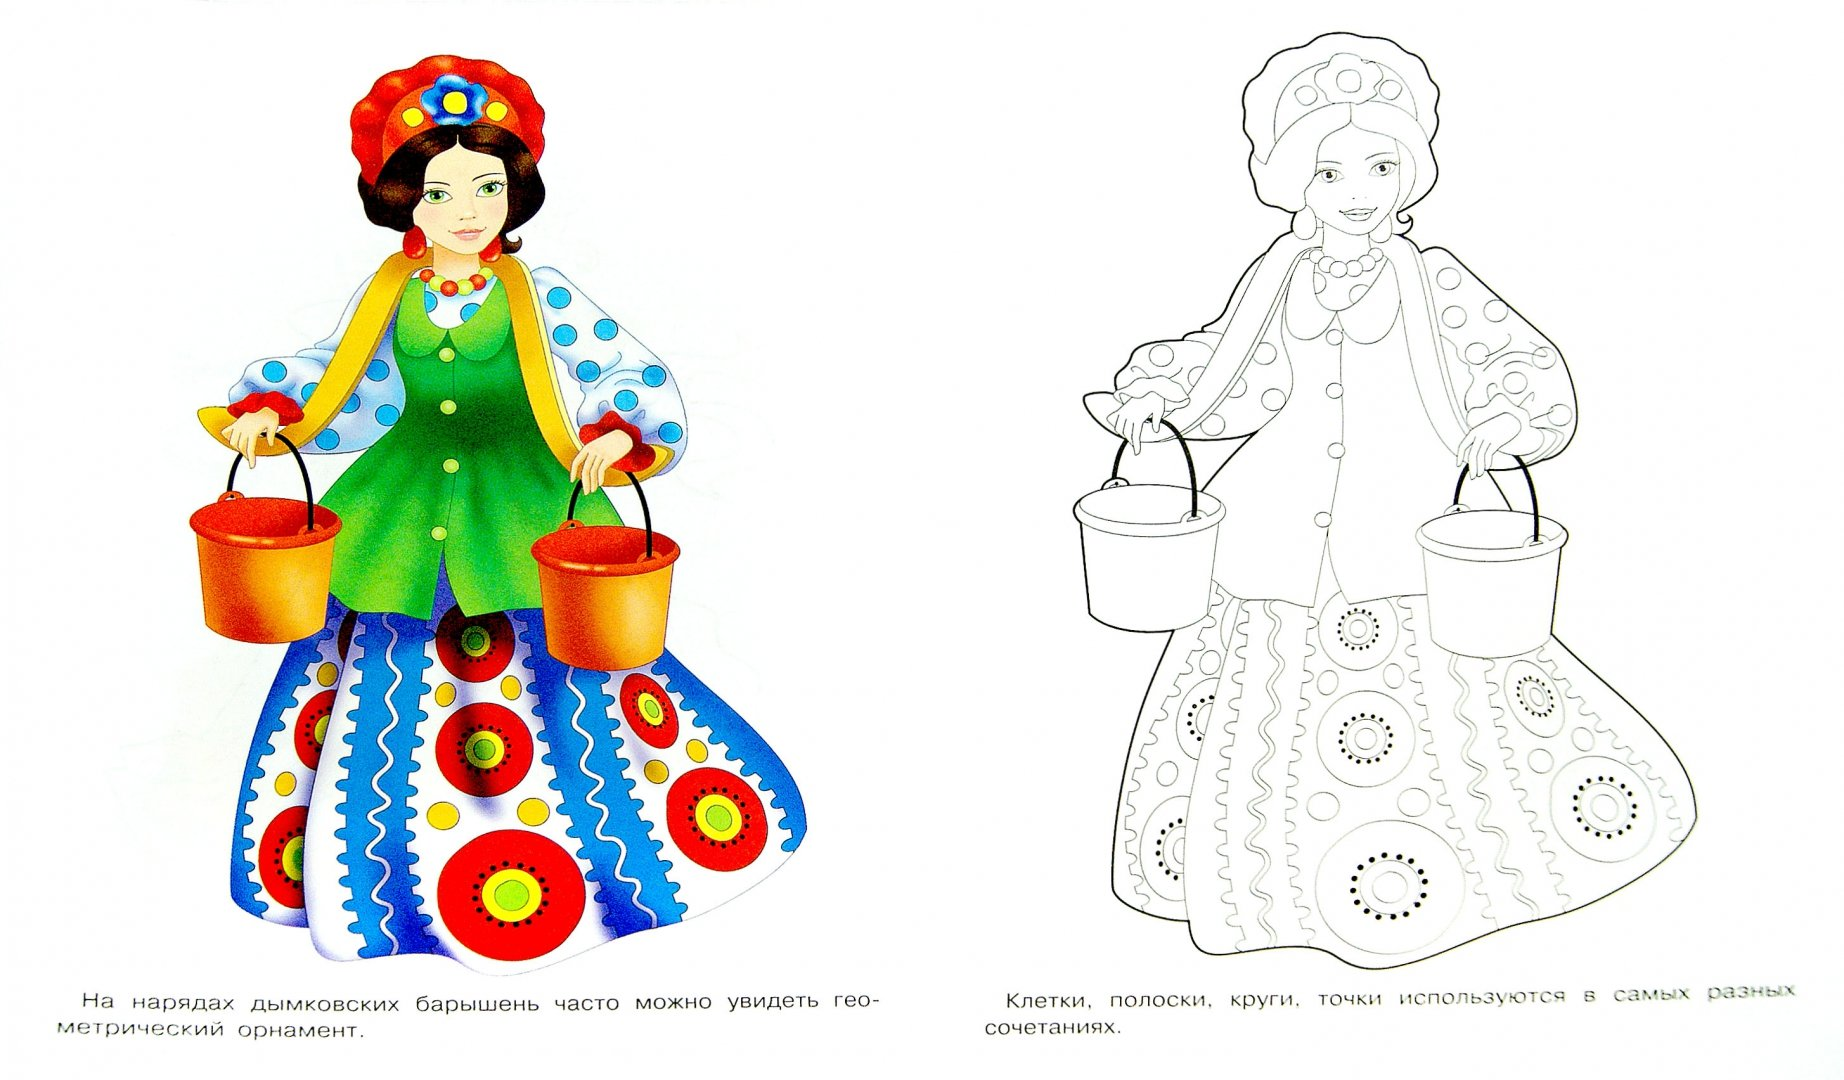 На нарядах дымковских барышень часто можно увидеть гео-
метрический орнамент.
Клетки, полоски, круги, точки используются в самых разных
сочетаниях.